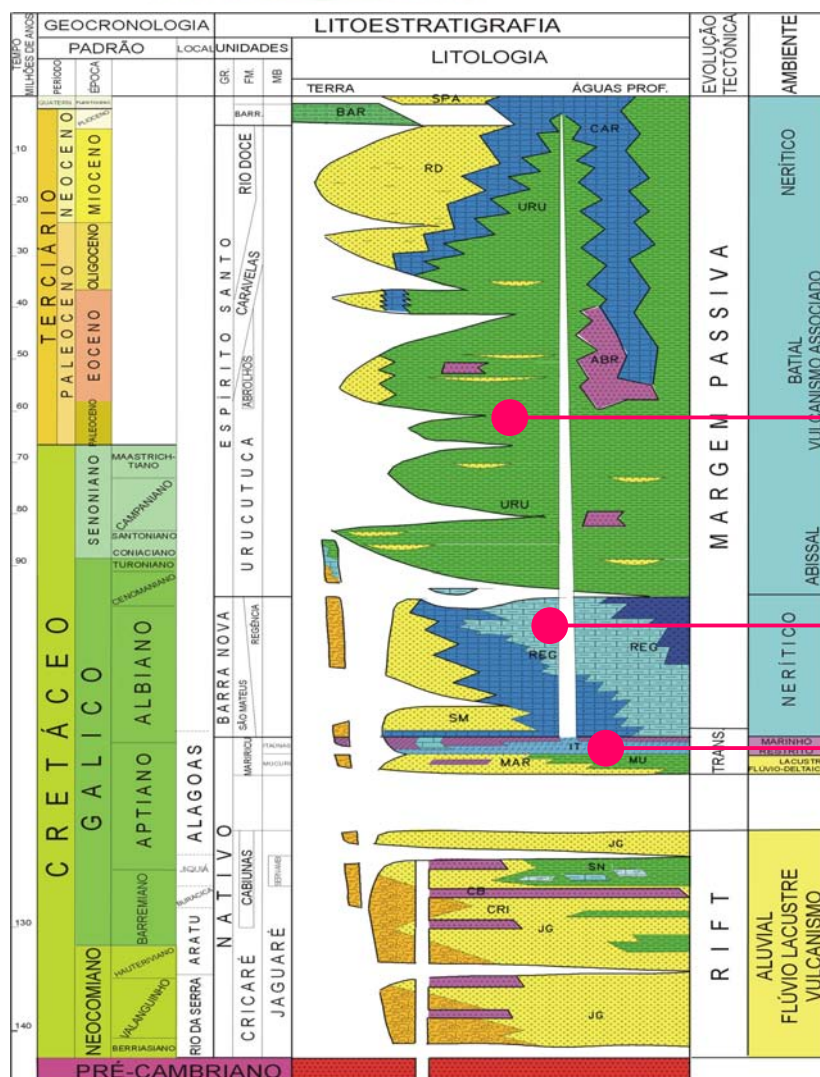 TEMPO
MILHÕES DE ANOS
GEOCRONOLOGIA
PADRÃO
LOCAL
PERÍODO
ÉPOCA
LITOESTRATIGRAFIA
UNIDADES
GR.
FM.
MB
LITOLOGIA
TERRA
ÁGUAS PROF.
EVOLUÇÃO
TECTÔNICA
AMBIENTE
10
20
30
40
50
60
70
80
90
130
140
TERCIÁRIO
NEOCENO
PALEOCENO
PLIOCENO
MIOCENO
OLIGOCENO
EOCENO
PALEOCENO
CRETÁCEO
SENONIANO
GALICO
NEOCOMIANO
MAASTRICH-
TIANO
CAMPANIANO
SANTONIANO
CONIACIANO
TURONIANO
CENOMANIANO
ALBIANO
APTIANO
BARREMIANO
HAUTERIVIANO
VALANGUINHO
BERRIASIANO
ALAGOAS
JIQUIÁ
BURACICA
ARATU
RIO DA SERRA
PRÉ-CAMBRIANO
ESPÍRITO SANTO
BARRA NOVA
NATIVO
CRICARÉ
BARR.
RIO DOCE
CARAVELAS
ABROLHOS
URUCUTUCA
REGÊNCIA
SÃO MATEUS
MARIRICU
ITAÚNAS
MUCURI
CABIUNAS
JAGUARÉ
SPA
BAR
CAR
RD
URU
ABR
URU
REG
REG
SM
IT
MAR
MU
JG
SN
CB
CRI
JG
JG
MARGEM PASSIVA
TRANS.
RIFT
NERÍTICO
BATIAL
VULCANISMO ASSOCIADO
ABISSAL
NERÍTICO
MARINHO
RESTRITO
LACUSTR
FLÚVIO-DELTAIC
ALUVIAL
FLÚVIO LACUSTRE
VULCANISMO